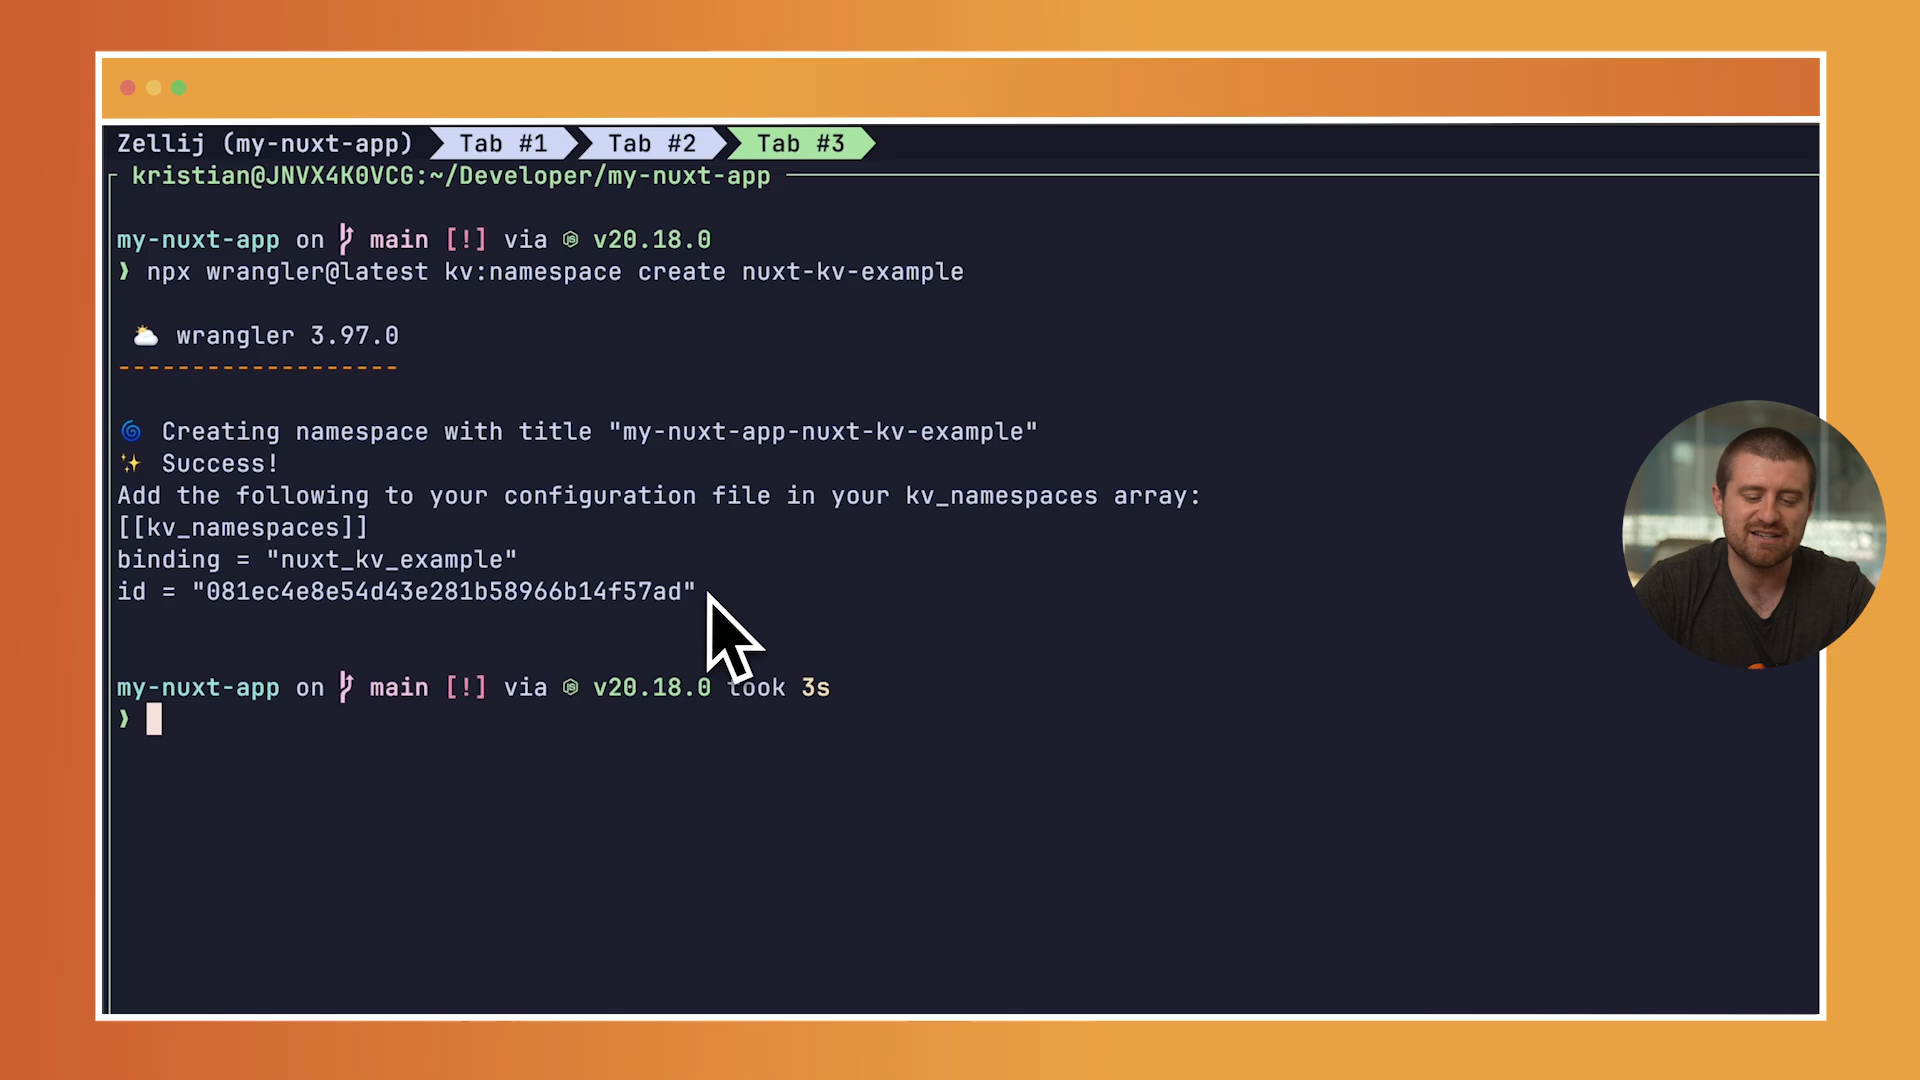 Zellij (my-nuxt-app) Tab #1 Tab #2 Tab #3
kristian@JNVX4K0VCG:~/Developer/my-nuxt-app
my-nuxt-app on main [!] via v20.18.0
❯ npx wrangler@latest kv:namespace create nuxt-kv-example
⛅ wrangler 3.97.0
-------------------
🌀 Creating namespace with title "my-nuxt-app-nuxt-kv-example"
✨ Success!
Add the following to your configuration file in your kv_namespaces array:
[[kv_namespaces]]
binding = "nuxt_kv_example"
id = "081ec4e8e54d43e281b58966b14f57ad"
my-nuxt-app on main [!] via v20.18.0 took 3s
❯